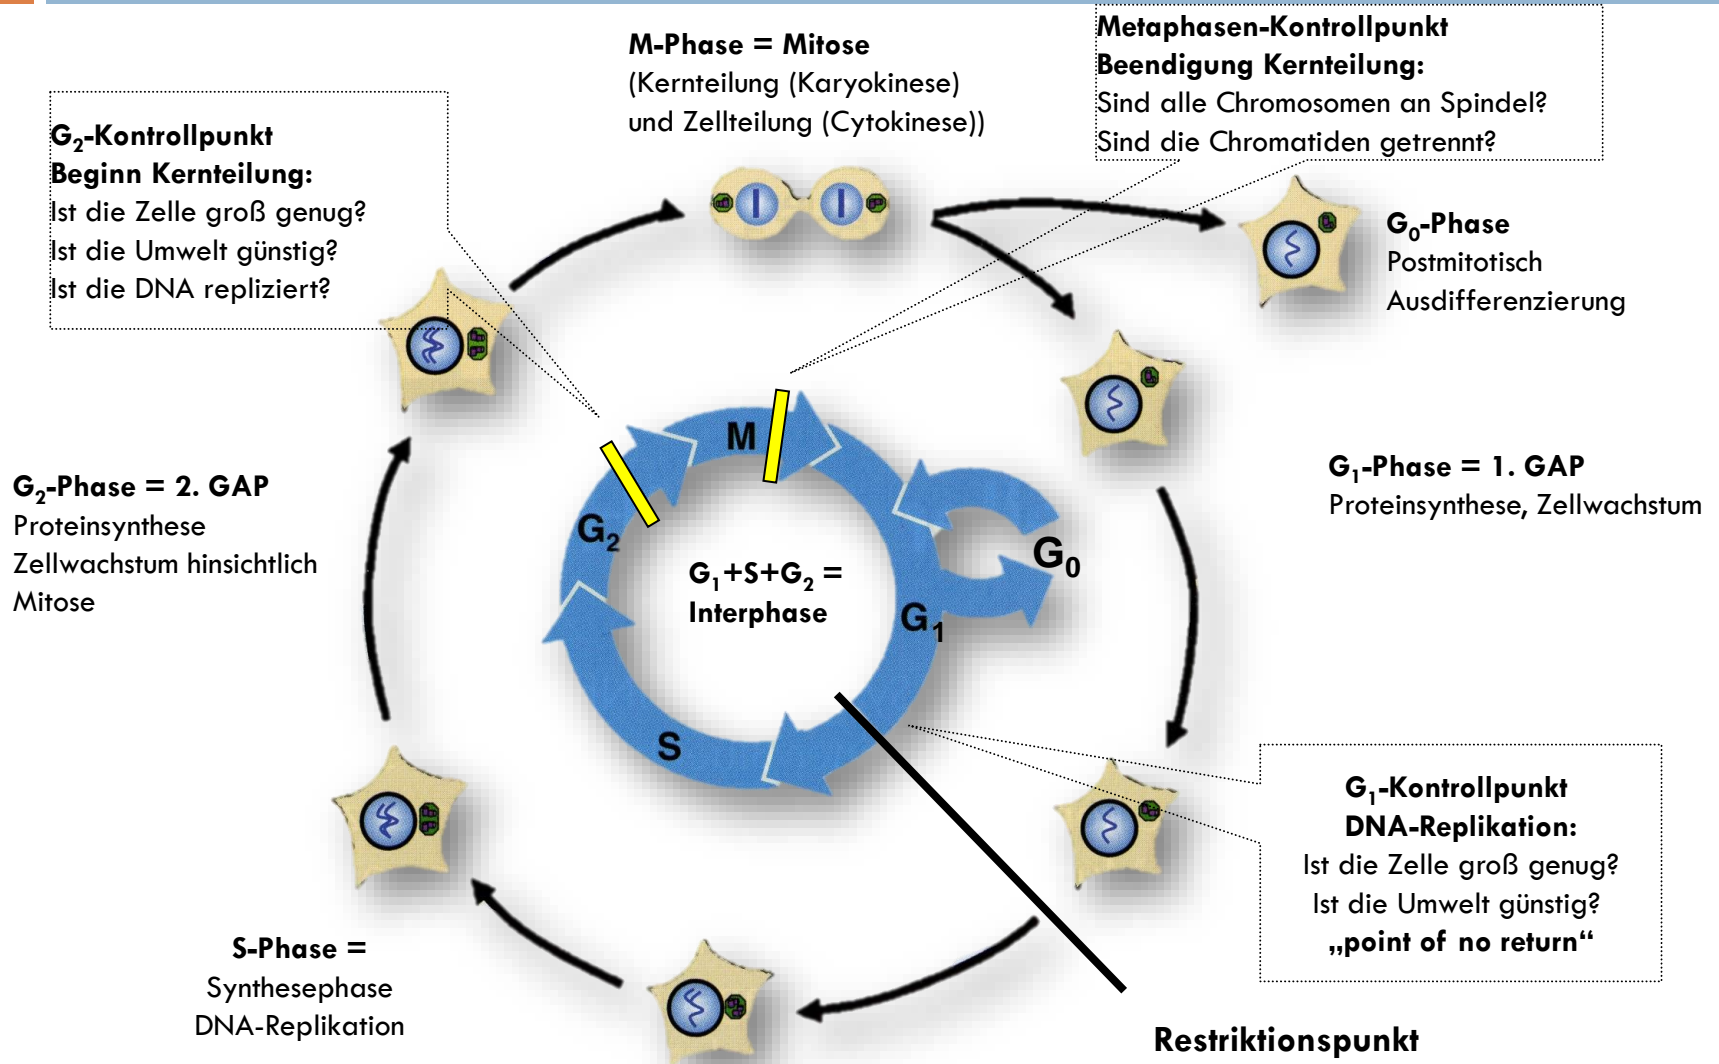 M-Phase = Mitose
(Kernteilung (Karyokinese)
und Zellteilung (Cytokinese))
Metaphasen-Kontrollpunkt
Beendigung Kernteilung:
Sind alle Chromosomen an Spindel?
Sind die Chromatiden getrennt?
G₂-Kontrollpunkt
Beginn Kernteilung:
Ist die Zelle groß genug?
Ist die Umwelt günstig?
Ist die DNA repliziert?
G₀-Phase
Postmitotisch
Ausdifferenzierung
G₁-Phase = 1. GAP
Proteinsynthese, Zellwachstum
G₂-Phase = 2. GAP
Proteinsynthese
Zellwachstum hinsichtlich
Mitose
M
G₂
G₀
G₁
S
G₁+S+G₂ =
Interphase
G₁-Kontrollpunkt
DNA-Replikation:
Ist die Zelle groß genug?
Ist die Umwelt günstig?
„point of no return“
S-Phase =
Synthesephase
DNA-Replikation
Restriktionspunkt